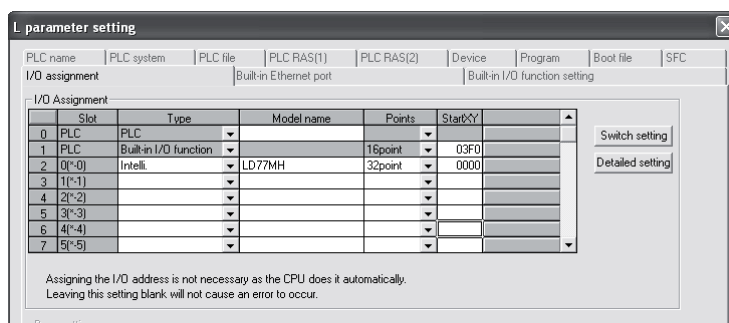 L parameter setting
PLC name PLC system PLC file PLC RAS(1) PLC RAS(2) Device Program Boot file SFC
I/O assignment Built-in Ethernet port Built-in I/O function setting
I/O Assignment
Slot Type Model name Points StartXY
0 PLC PLC
1 PLC Built-in I/O function 16point 03F0
2 0(*-0) Intelli. LD77MH 32point 0000
3 1(*-1)
4 2(*-2)
5 3(*-3)
6 4(*-4)
7 5(*-5)
Switch setting
Detailed setting
Assigning the I/O address is not necessary as the CPU does it automatically.
Leaving this setting blank will not cause an error to occur.